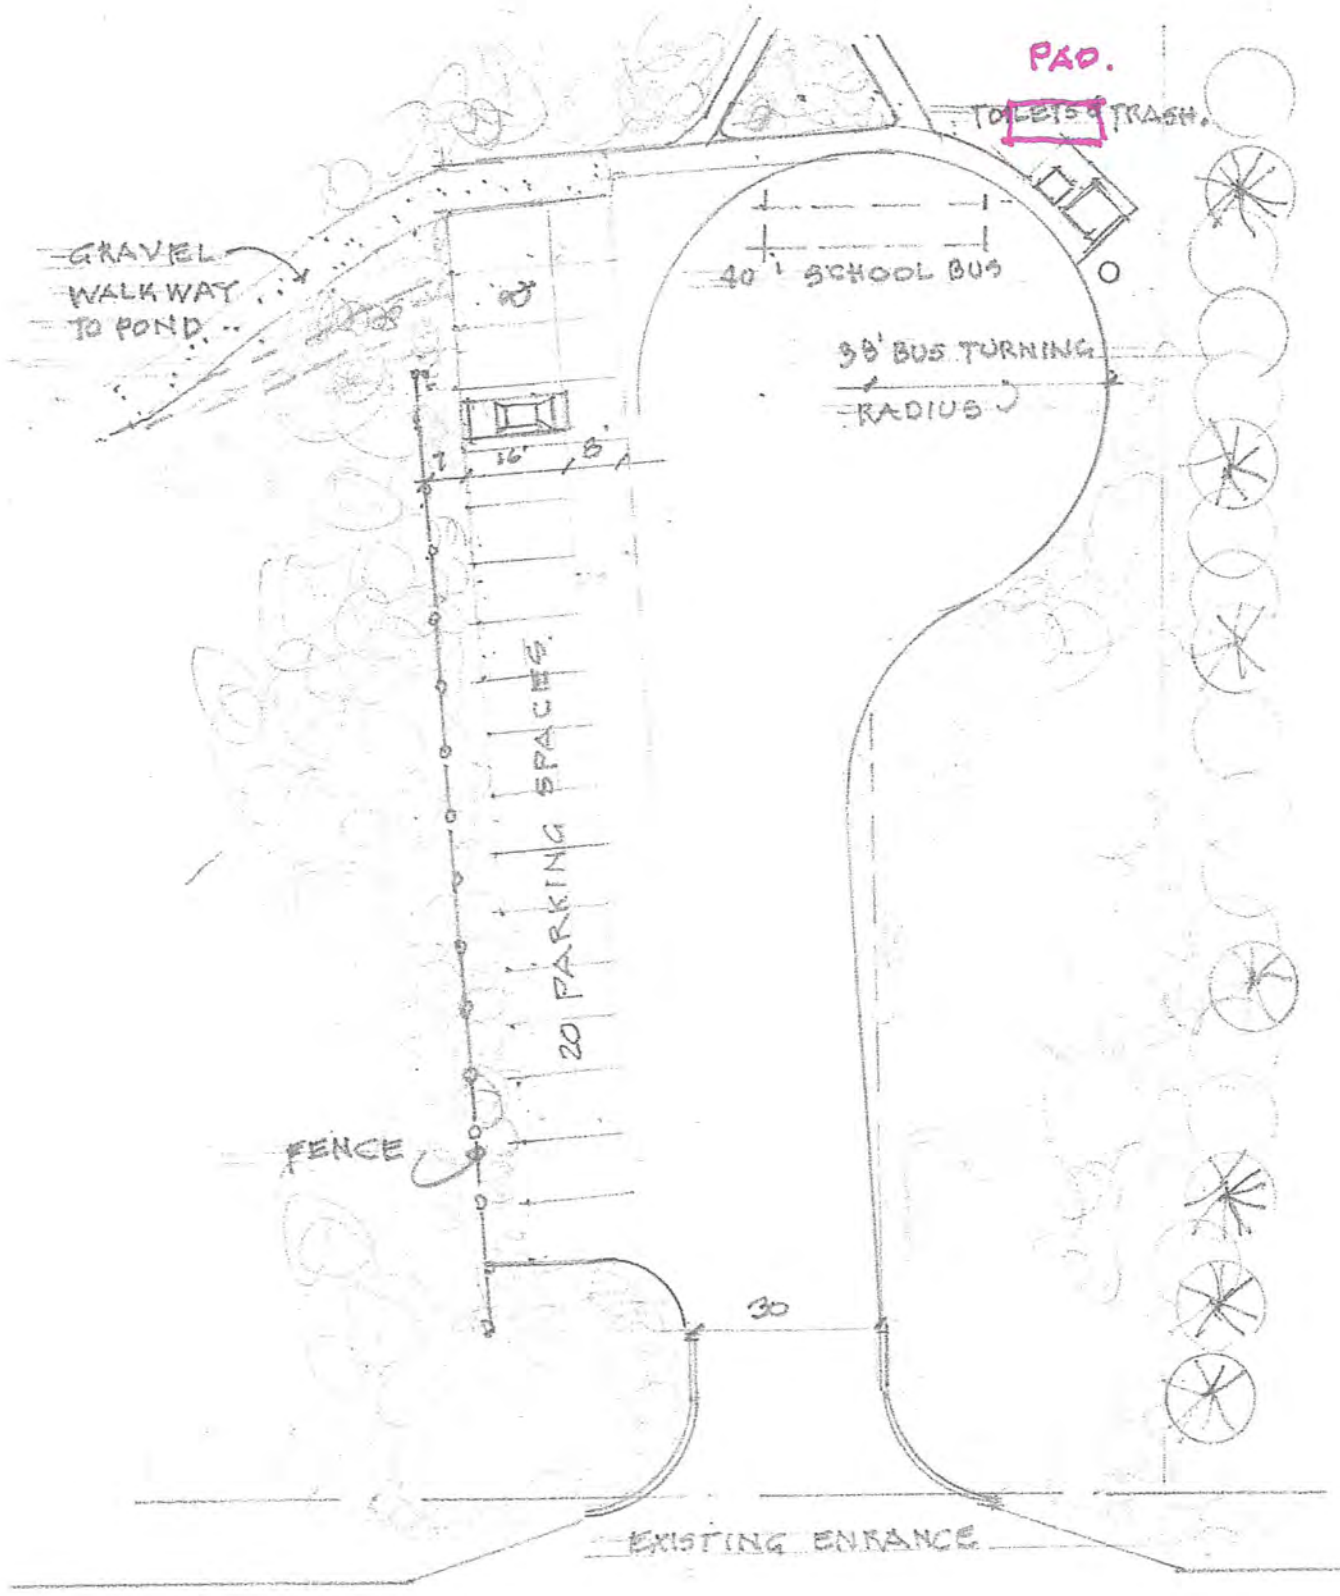 PAD.
TOILETS & TRASH.
GRAVEL
WALKWAY
TO POND
40' SCHOOL BUS
38' BUS TURNING
RADIUS
7 16' 8'
20 PARKING SPACES.
FENCE
30
EXISTING ENRANCE